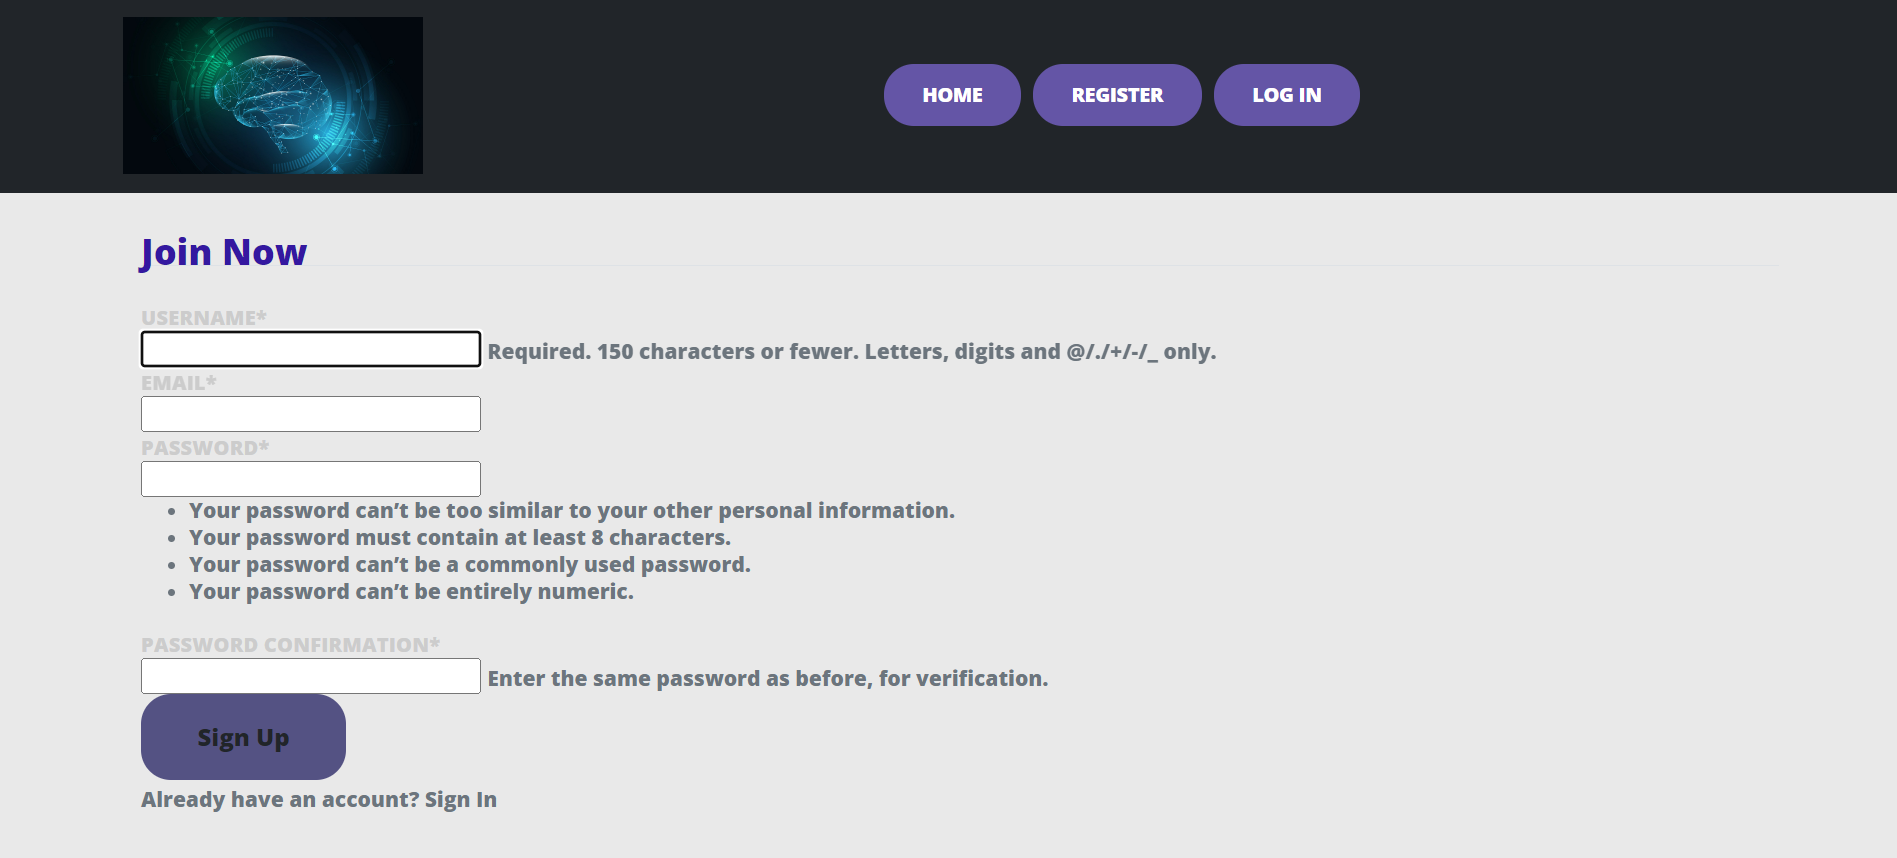 HOME
REGISTER
LOG IN
Join Now
USERNAME*
Required. 150 characters or fewer. Letters, digits and @/./+/-/_ only.
EMAIL*
PASSWORD*
Your password can’t be too similar to your other personal information.
Your password must contain at least 8 characters.
Your password can’t be a commonly used password.
Your password can’t be entirely numeric.
PASSWORD CONFIRMATION*
Enter the same password as before, for verification.
Sign Up
Already have an account? Sign In